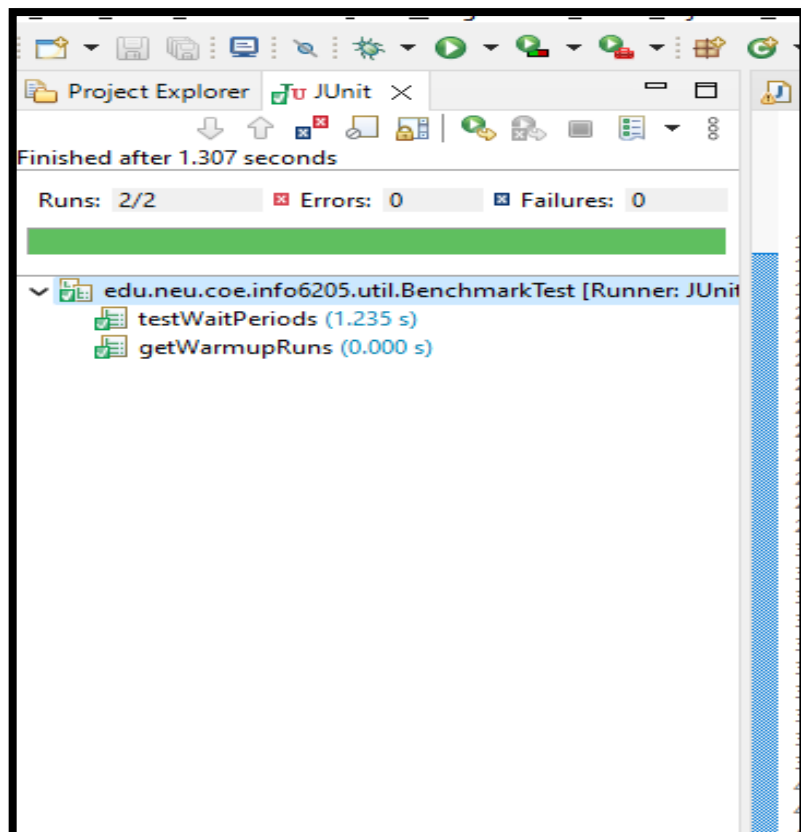 Project Explorer JUnit
Finished after 1.307 seconds
Runs: 2/2 Errors: 0 Failures: 0
edu.neu.coe.info6205.util.BenchmarkTest [Runner: JUnit
testWaitPeriods (1.235 s)
getWarmupRuns (0.000 s)